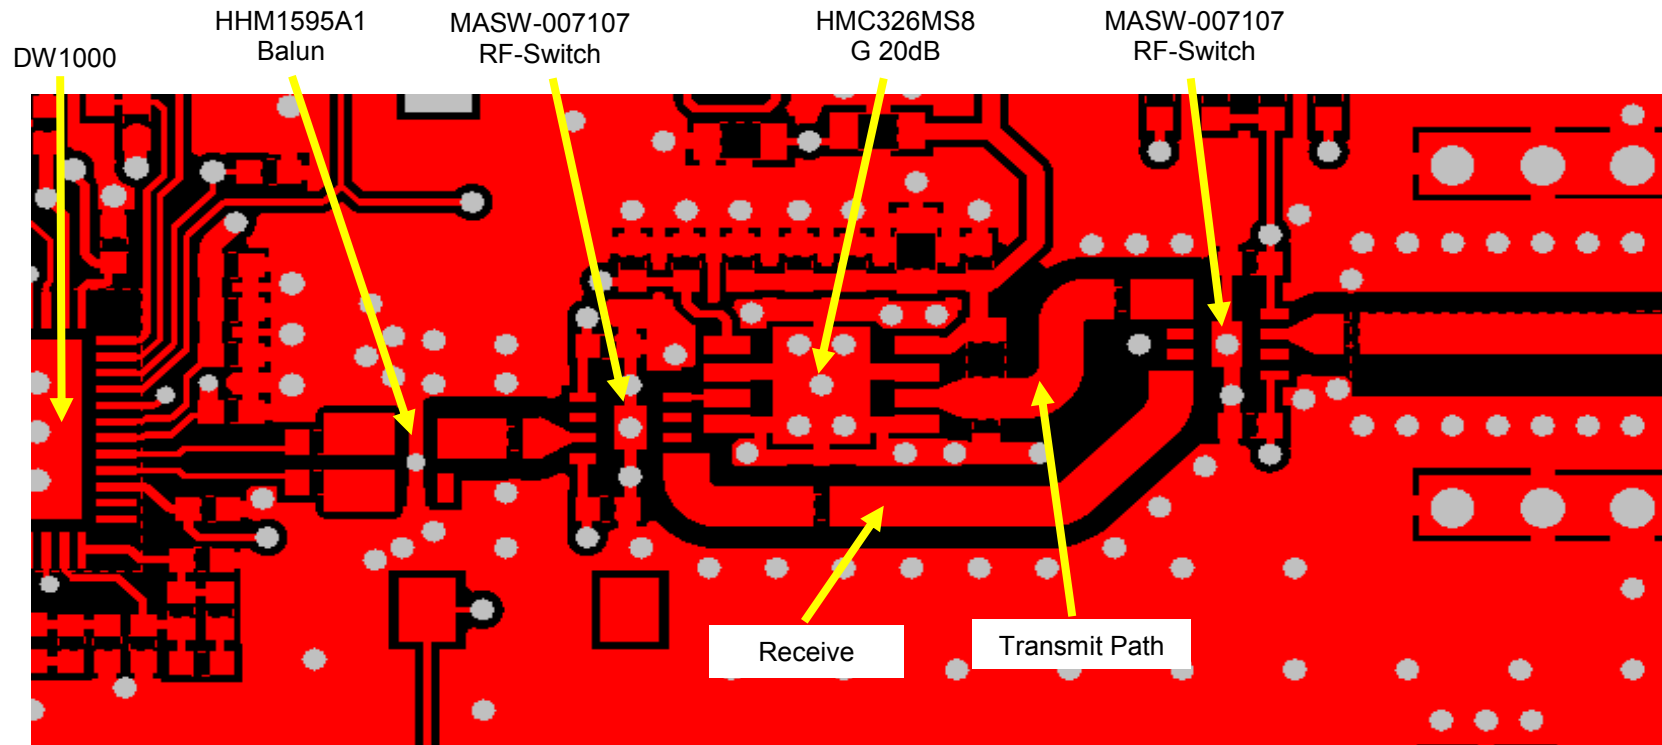 DW1000
HHM1595A1
Balun
MASW-007107
RF-Switch
HMC326MS8
G 20dB
MASW-007107
RF-Switch
Receive
Transmit Path